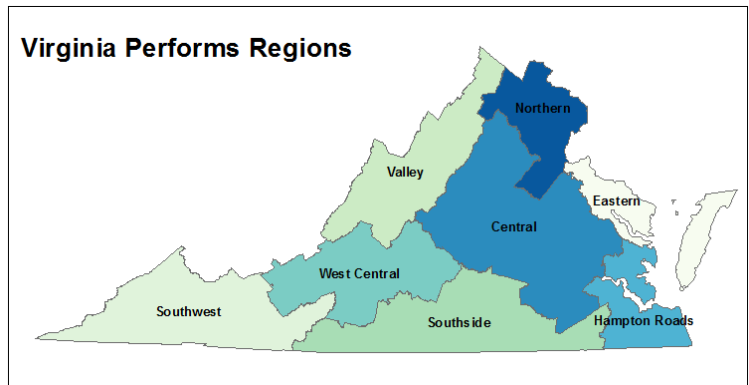 Virginia Performs Regions
Northern
Valley
Eastern
Central
West Central
Southwest
Southside
Hampton Roads